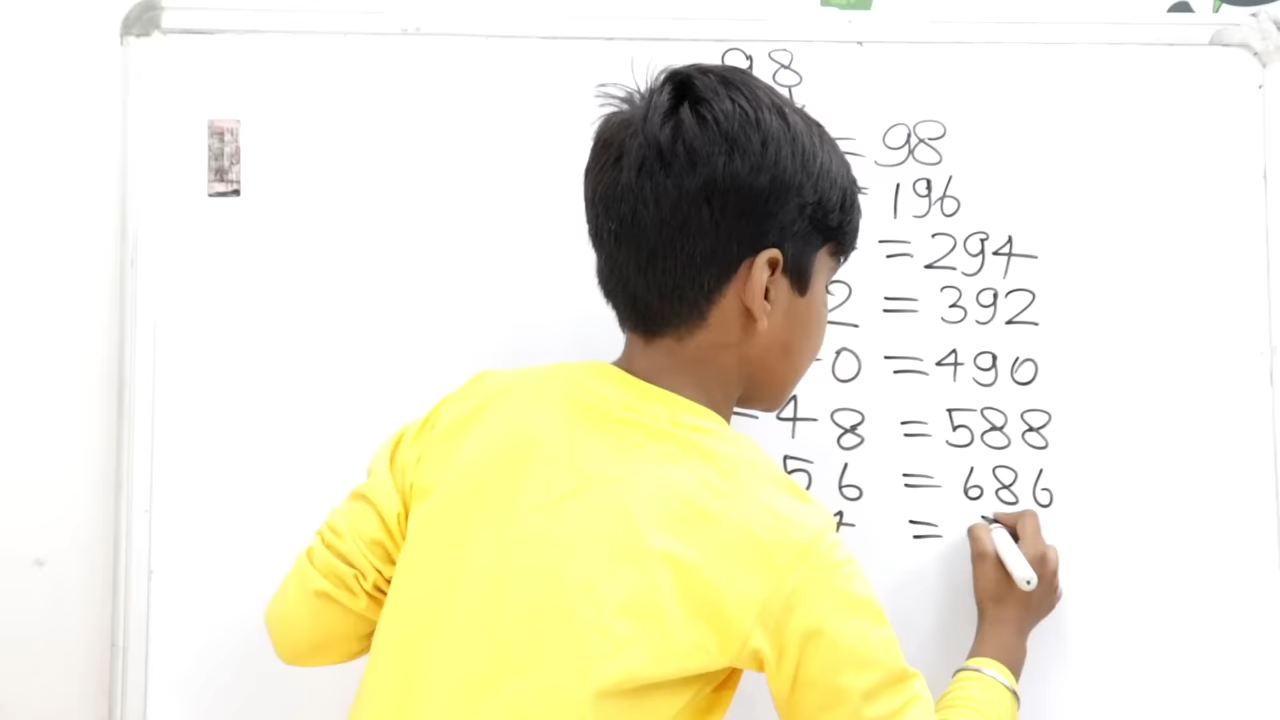 98
= 98
196
= 294
2 = 392
0 = 490
48 = 588
56 = 686
=